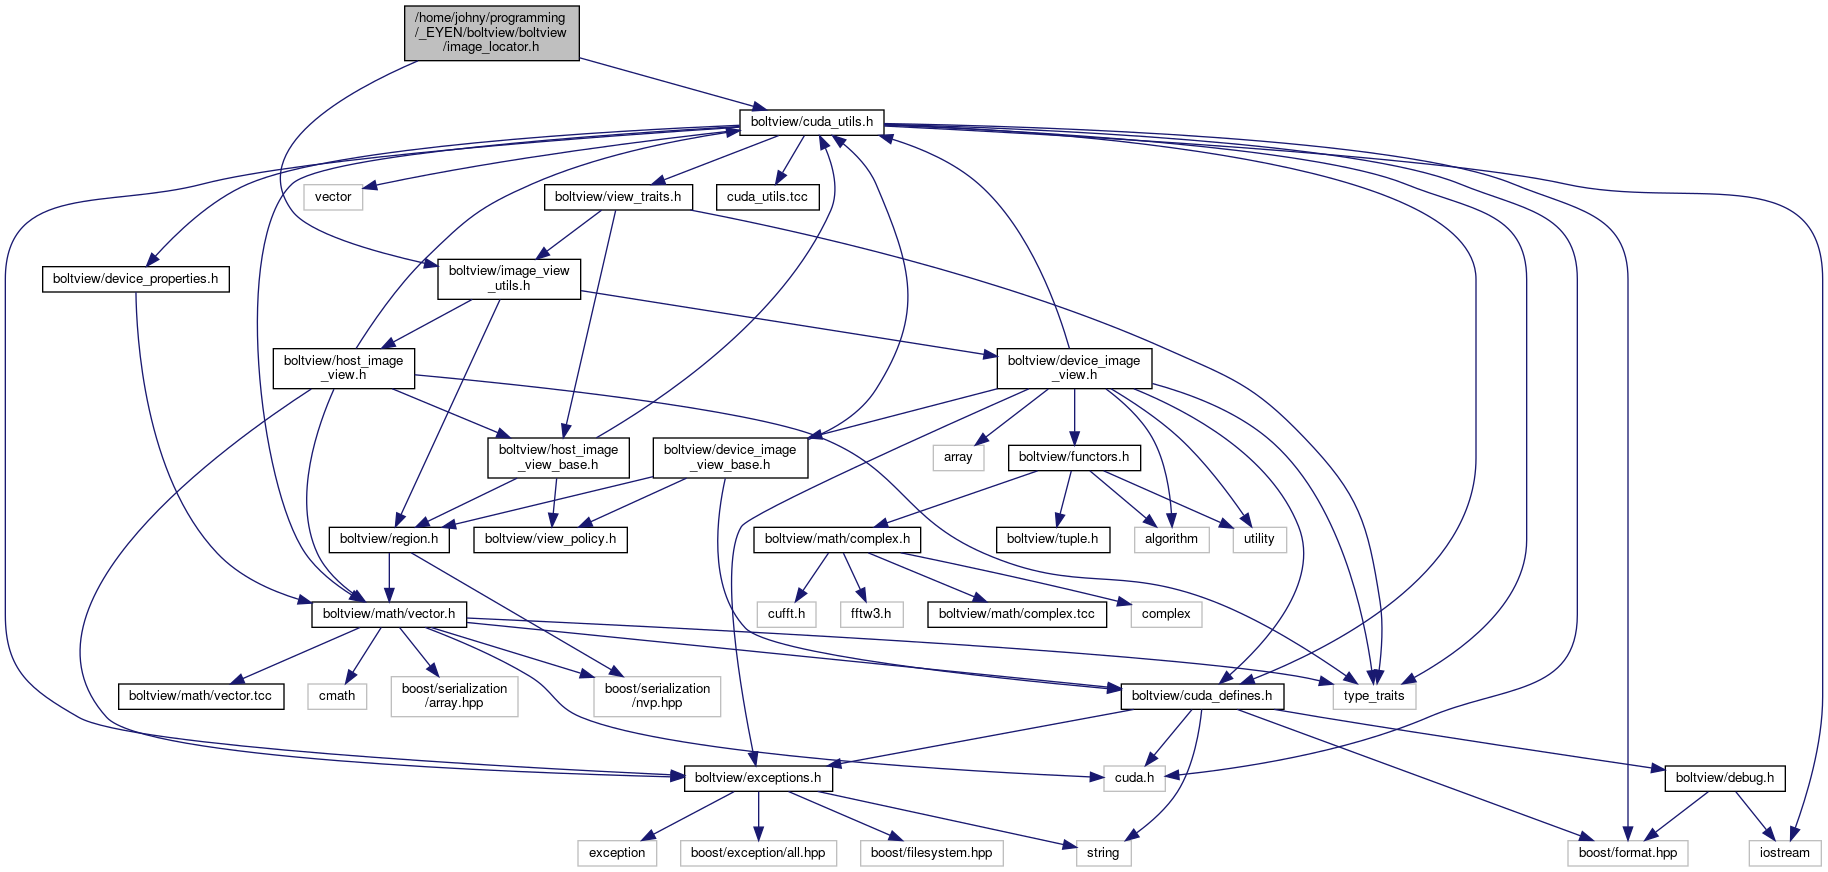 /home/johny/programming
/_EYEN/boltview/boltview
/image_locator.h
boltview/cuda_utils.h
vector
boltview/view_traits.h
cuda_utils.tcc
boltview/device_properties.h
boltview/image_view
_utils.h
boltview/host_image
_view.h
boltview/device_image
_view.h
boltview/host_image
_view_base.h
boltview/device_image
_view_base.h
array
boltview/functors.h
boltview/region.h
boltview/view_policy.h
boltview/math/complex.h
boltview/tuple.h
algorithm
utility
boltview/math/vector.h
cufft.h
fftw3.h
boltview/math/complex.tcc
complex
boltview/math/vector.tcc
cmath
boost/serialization
/array.hpp
boost/serialization
/nvp.hpp
boltview/cuda_defines.h
type_traits
boltview/exceptions.h
cuda.h
boltview/debug.h
exception
boost/exception/all.hpp
boost/filesystem.hpp
string
boost/format.hpp
iostream